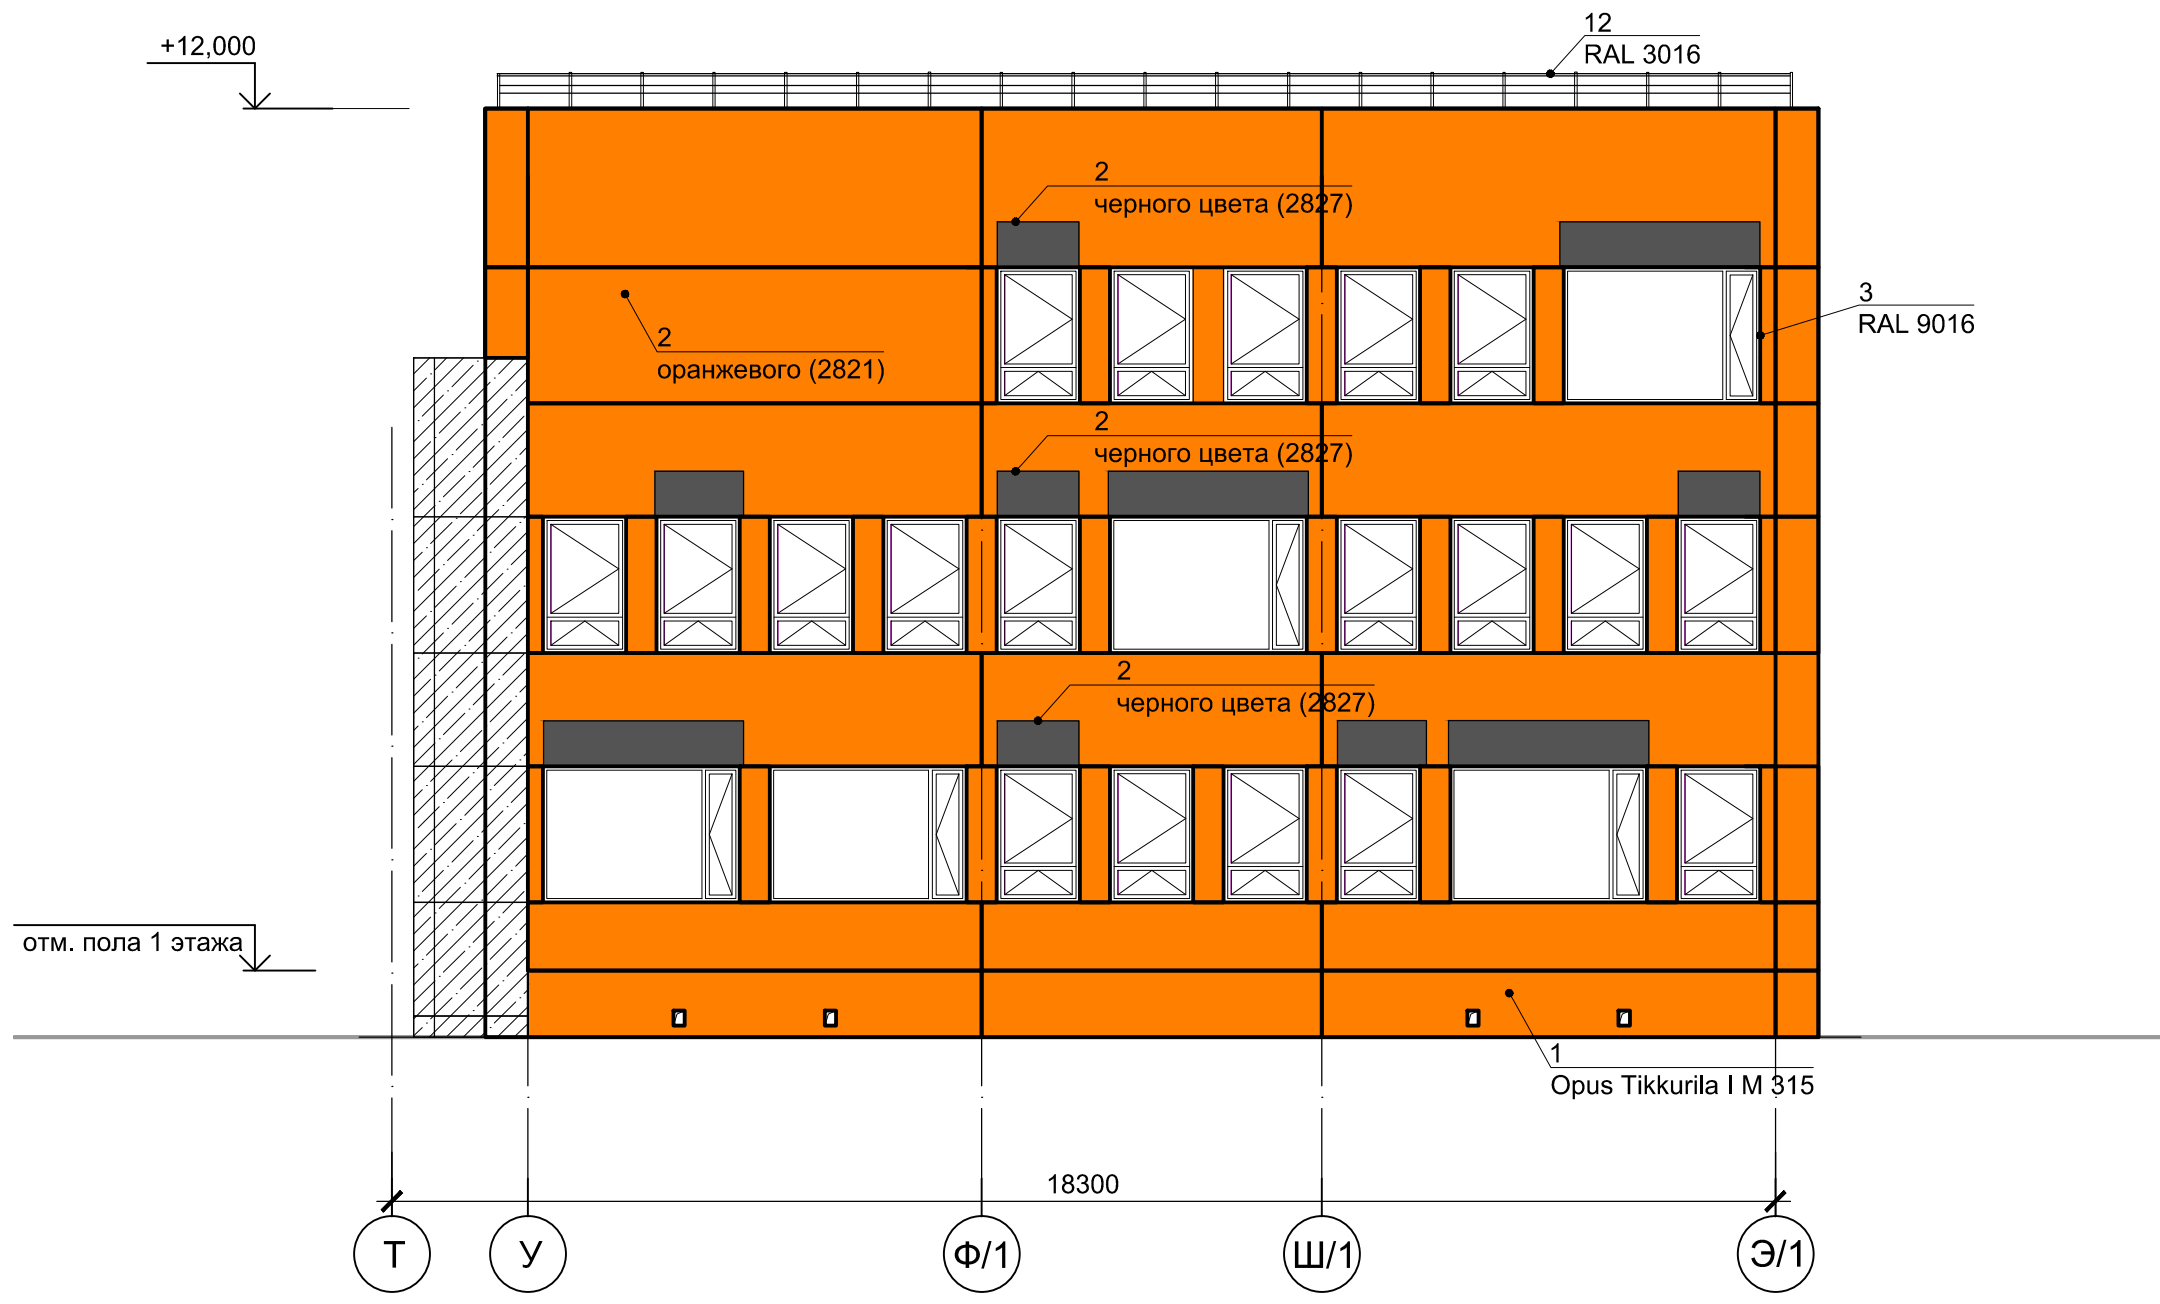 12
RAL 3016
+12,000
2
черного цвета (2827)
3
RAL 9016
2
оранжевого (2821)
2
черного цвета (2827)
2
черного цвета (2827)
отм. пола 1 этажа
1
Opus Tikkurila I M 315
18300
Т
У
Ф/1
Ш/1
Э/1